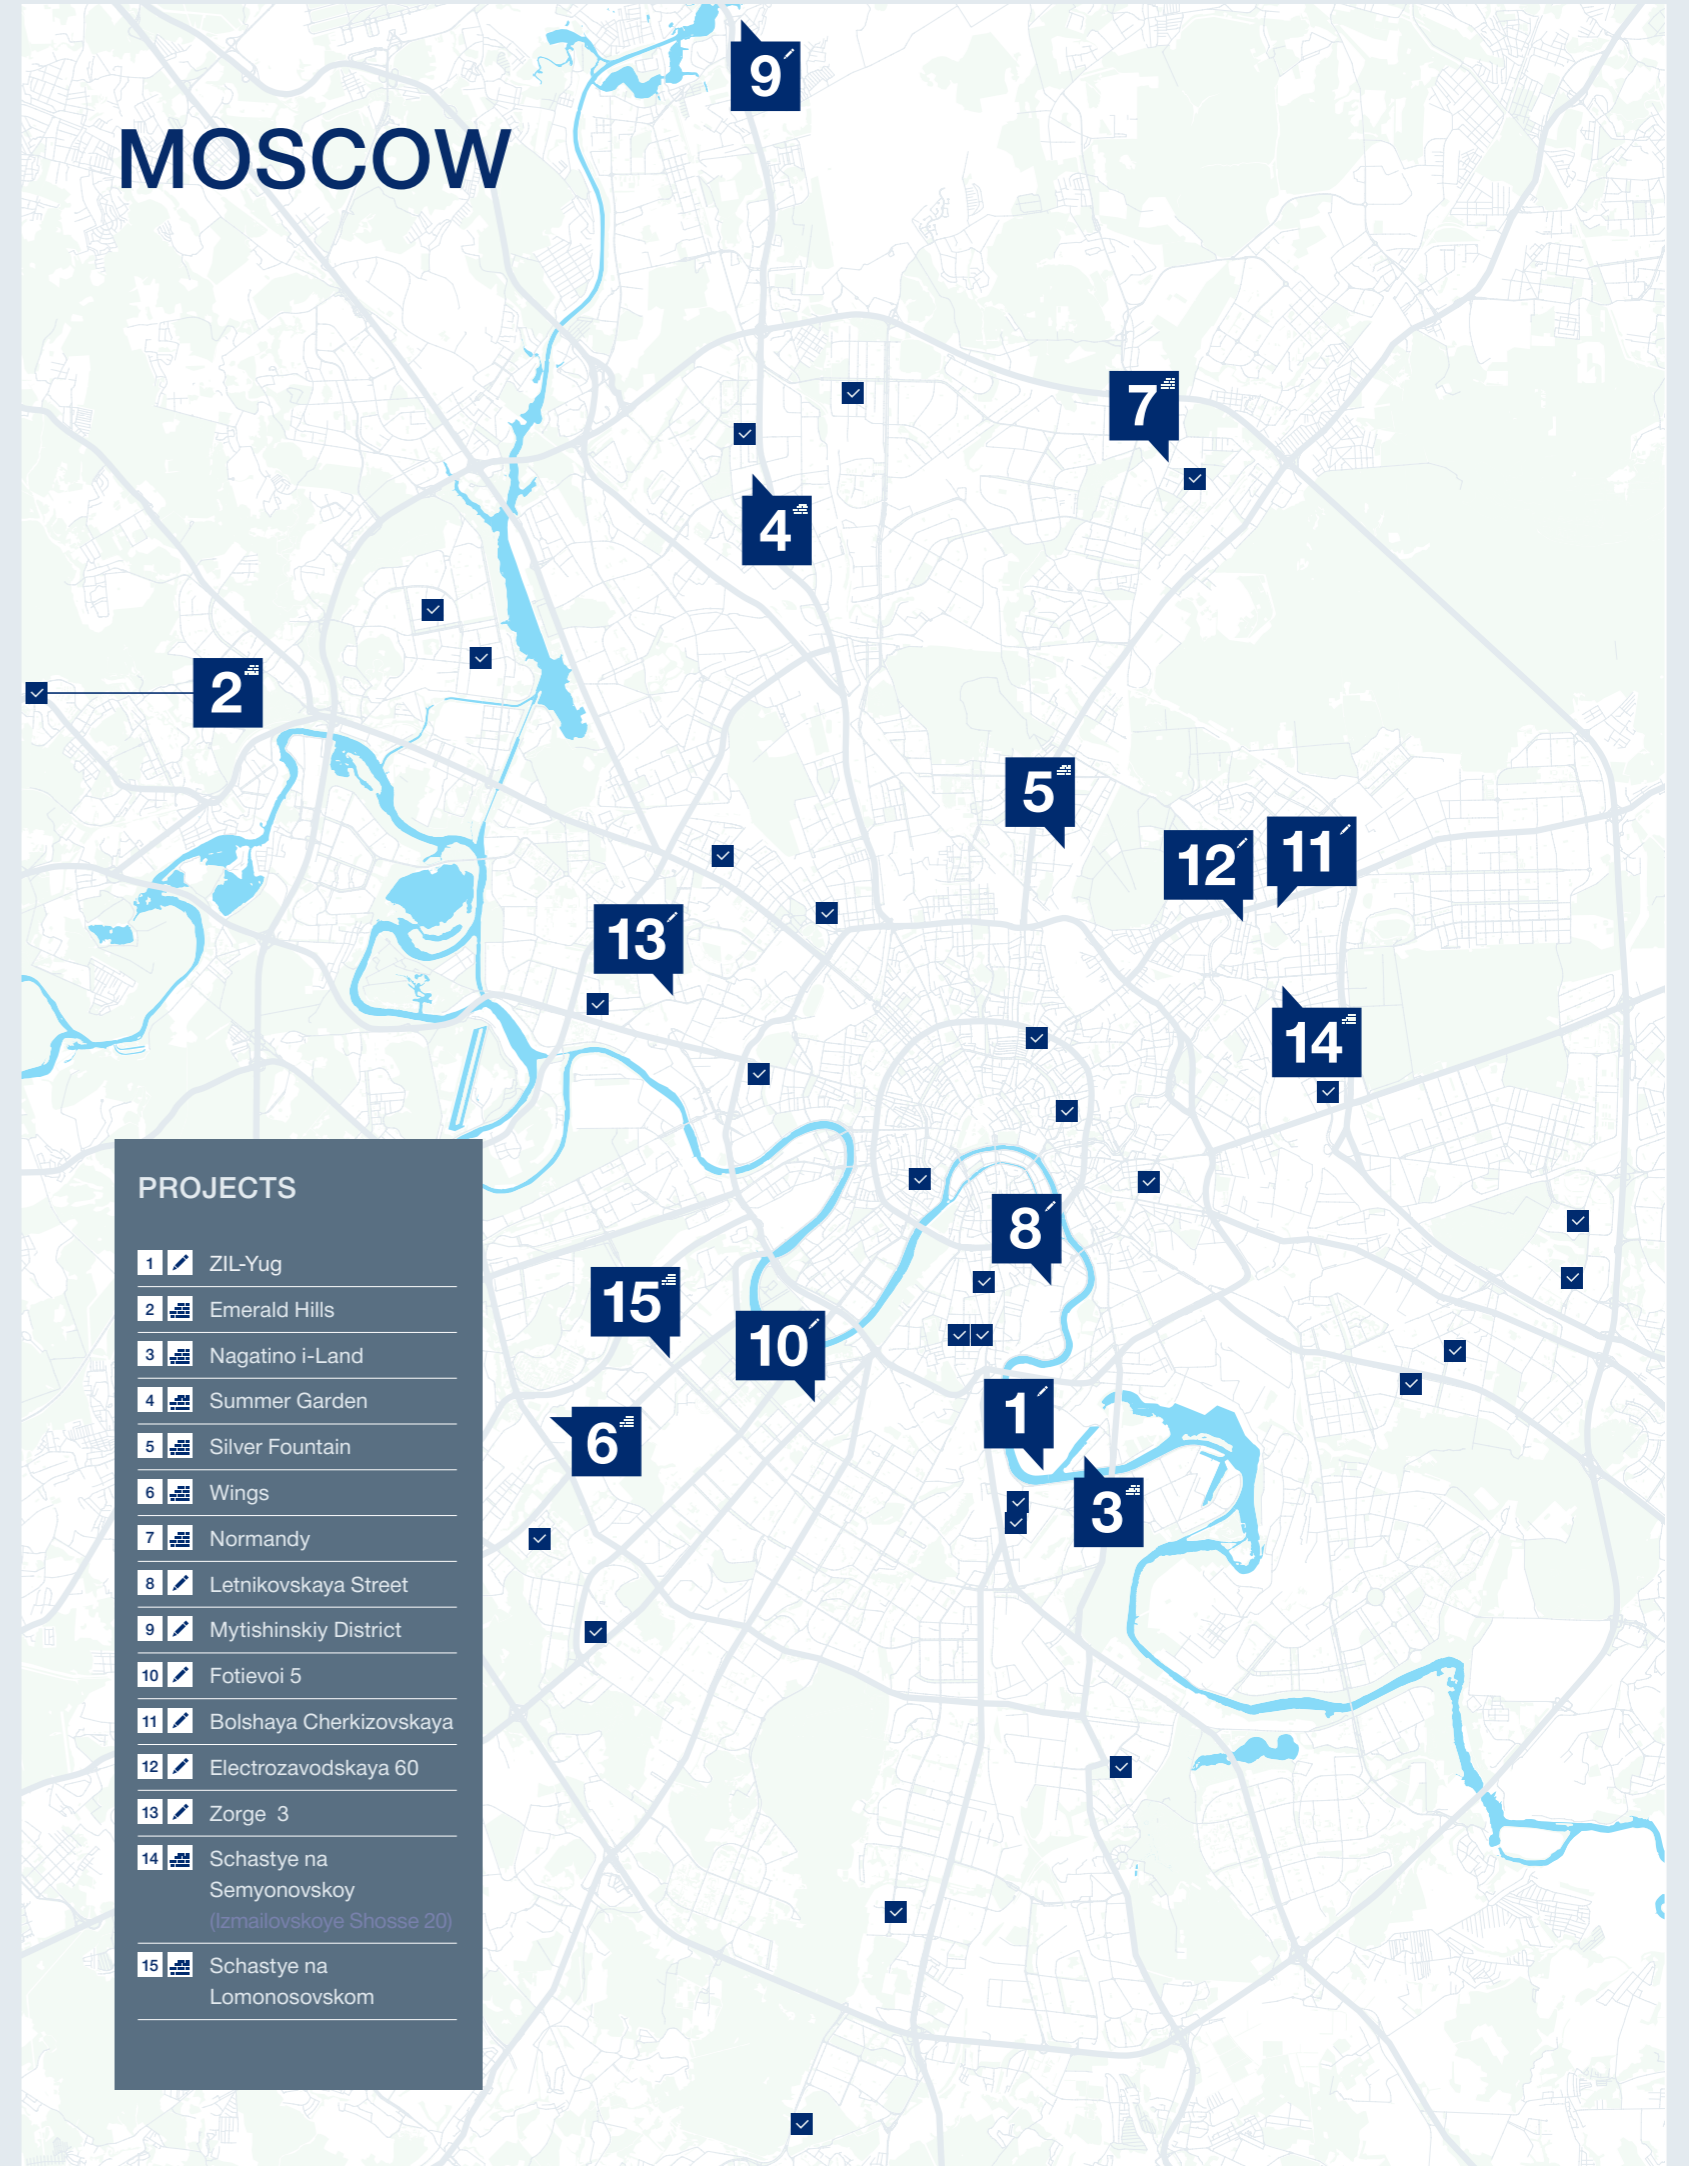 MOSCOW
9
7
4
2
5
12
11
13
14
8
15
10
1
6
3
PROJECTS
1 ZIL-Yug
2 Emerald Hills
3 Nagatino i-Land
4 Summer Garden
5 Silver Fountain
6 Wings
7 Normandy
8 Letnikovskaya Street
9 Mytishinskiy District
10 Fotievoi 5
11 Bolshaya Cherkizovskaya
12 Electrozavodskaya 60
13 Zorge 3
14 Schastye na
Semyonovskoy
(Izmailovskoye Shosse 20)
15 Schastye na
Lomonosovskom